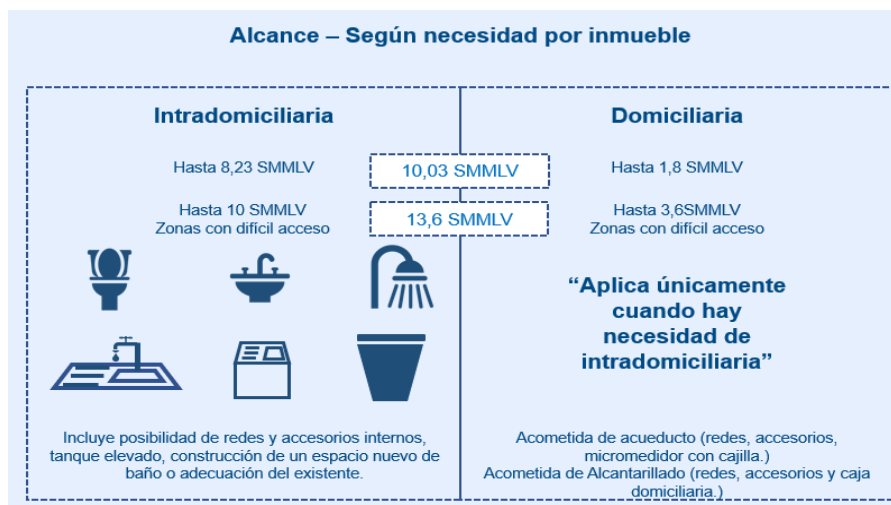 Alcance – Según necesidad por inmueble
Intradomiciliaria
Hasta 8,23 SMMLV
Hasta 10 SMMLV
Zonas con difícil acceso
10,03 SMMLV
13,6 SMMLV
Incluye posibilidad de redes y accesorios internos,
tanque elevado, construcción de un espacio nuevo de
baño o adecuación del existente.
Domiciliaria
Hasta 1,8 SMMLV
Hasta 3,6SMMLV
Zonas con difícil acceso
“Aplica únicamente
cuando hay
necesidad de
intradomiciliaria”
Acometida de acueducto (redes, accesorios,
micromedidor con cajilla.)
Acometida de Alcantarillado (redes, accesorios y caja
domiciliaria.)